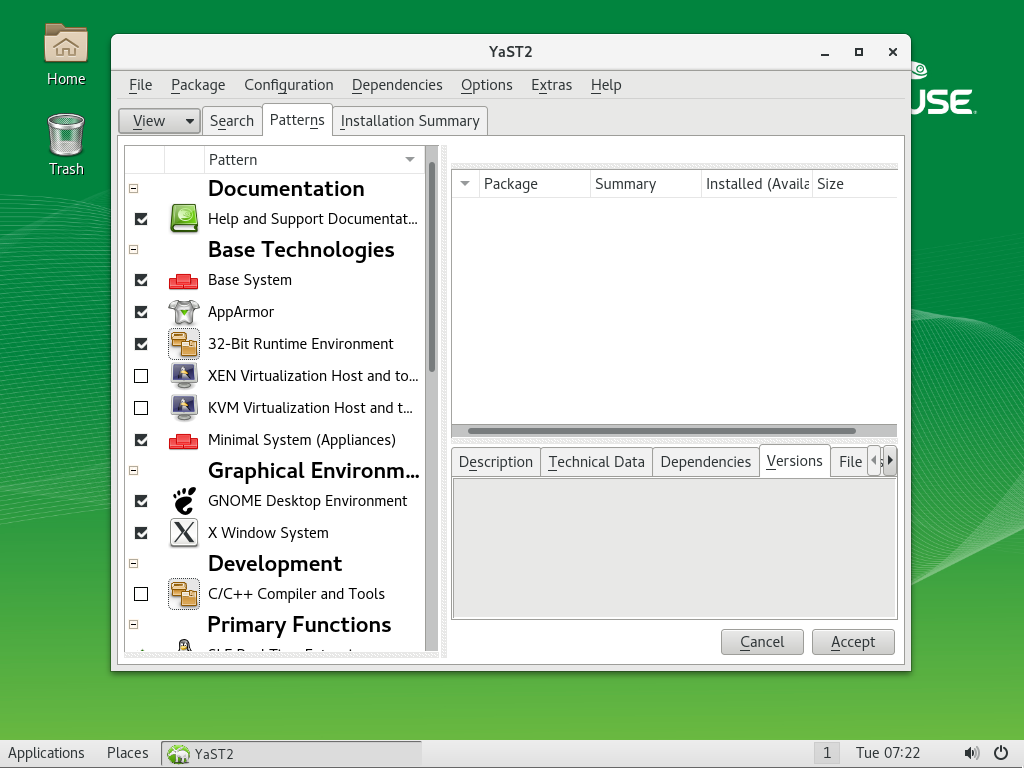 YaST2
Home
Trash
USE
File Package Configuration Dependencies Options Extras Help
View Search Patterns Installation Summary
Pattern
Package Summary Installed (Availa Size
Documentation
Help and Support Documentat...
Base Technologies
Base System
AppArmor
32-Bit Runtime Environment
XEN Virtualization Host and to...
KVM Virtualization Host and t...
Minimal System (Appliances)
Graphical Environm...
GNOME Desktop Environment
X Window System
Development
C/C++ Compiler and Tools
Primary Functions
Description Technical Data Dependencies Versions File
Cancel Accept
Applications Places YaST2 1 Tue 07:22